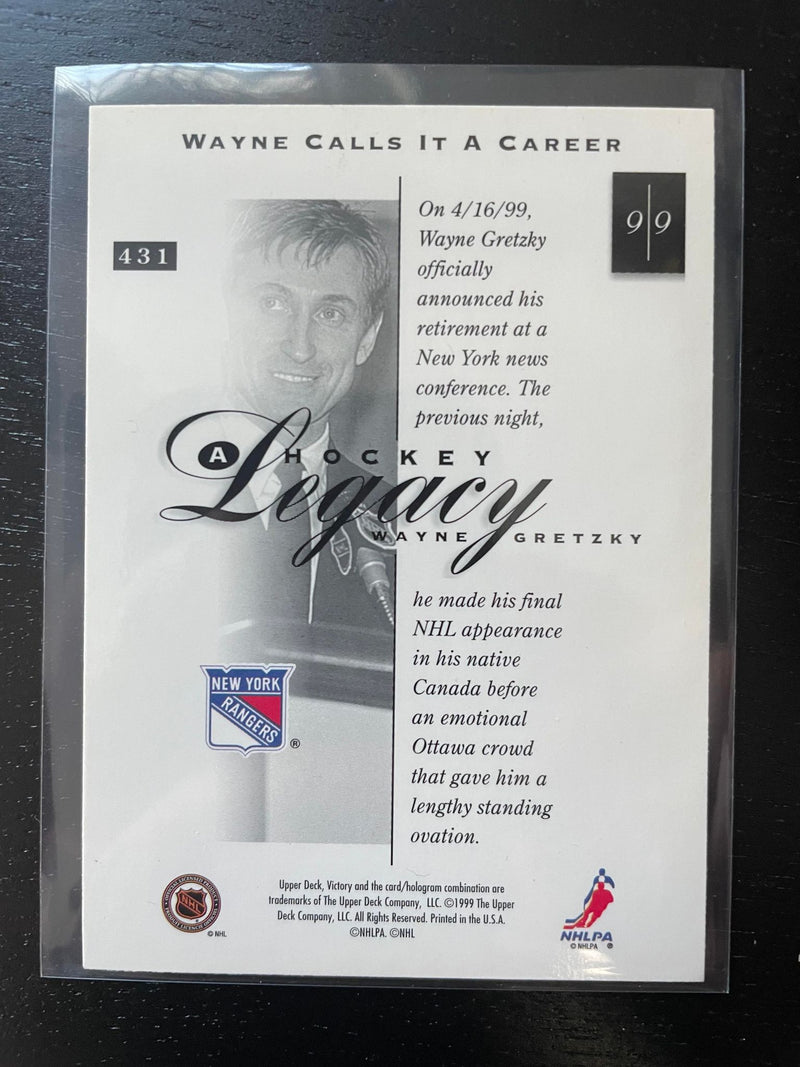 WAYNE CALLS IT A CAREER
431
9 9
On 4/16/99,
Wayne Gretzky
officially
announced his
retirement at a
New York news
conference. The
previous night,
A HOCKEY
Legacy
WAYNE GRETZKY
he made his final
NHL appearance
in his native
Canada before
an emotional
Ottawa crowd
that gave him a
lengthy standing
ovation.
NEW YORK
RANGERS
®
Upper Deck, Victory and the card/hologram combination are
trademarks of The Upper Deck Company, LLC. ©1999 The Upper
Deck Company, LLC. All Rights Reserved. Printed in the U.S.A.
©NHLPA. ©NHL
NHL
© NHL
NHLPA
© NHLPA ®